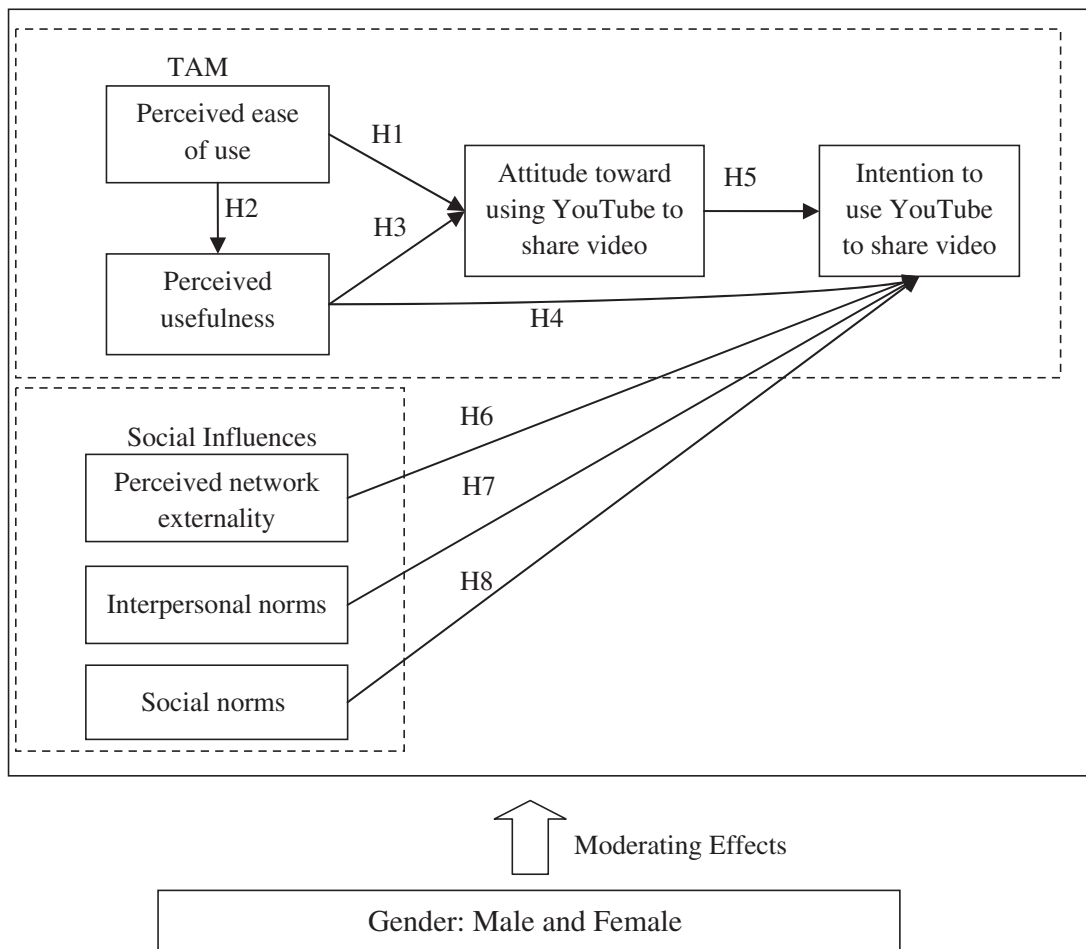 TAM
Perceived ease
of use
H1
H2
H3
Attitude toward
using YouTube to
share video
H5
Intention to
use YouTube
to share video
Perceived
usefulness
H4
Social Influences
Perceived network
externality
H6
Interpersonal norms
H7
Social norms
H8
Moderating Effects
Gender: Male and Female